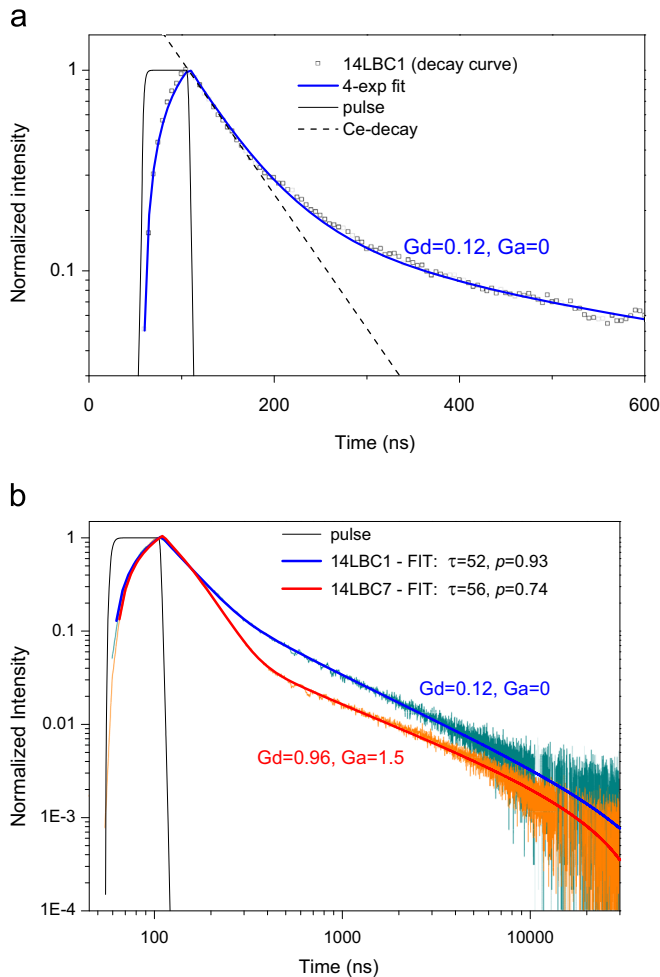 a
1
0.1
Normalized intensity
14LBC1 (decay curve)
4-exp fit
pulse
Ce-decay
Gd=0.12, Ga=0
0 200 400 600
Time (ns)
b
1
0.1
0.01
1E-3
1E-4
Normalized Intensity
pulse
14LBC1 - FIT: τ=52, p=0.93
14LBC7 - FIT: τ=56, p=0.74
Gd=0.12, Ga=0
Gd=0.96, Ga=1.5
100 1000 10000
Time (ns)